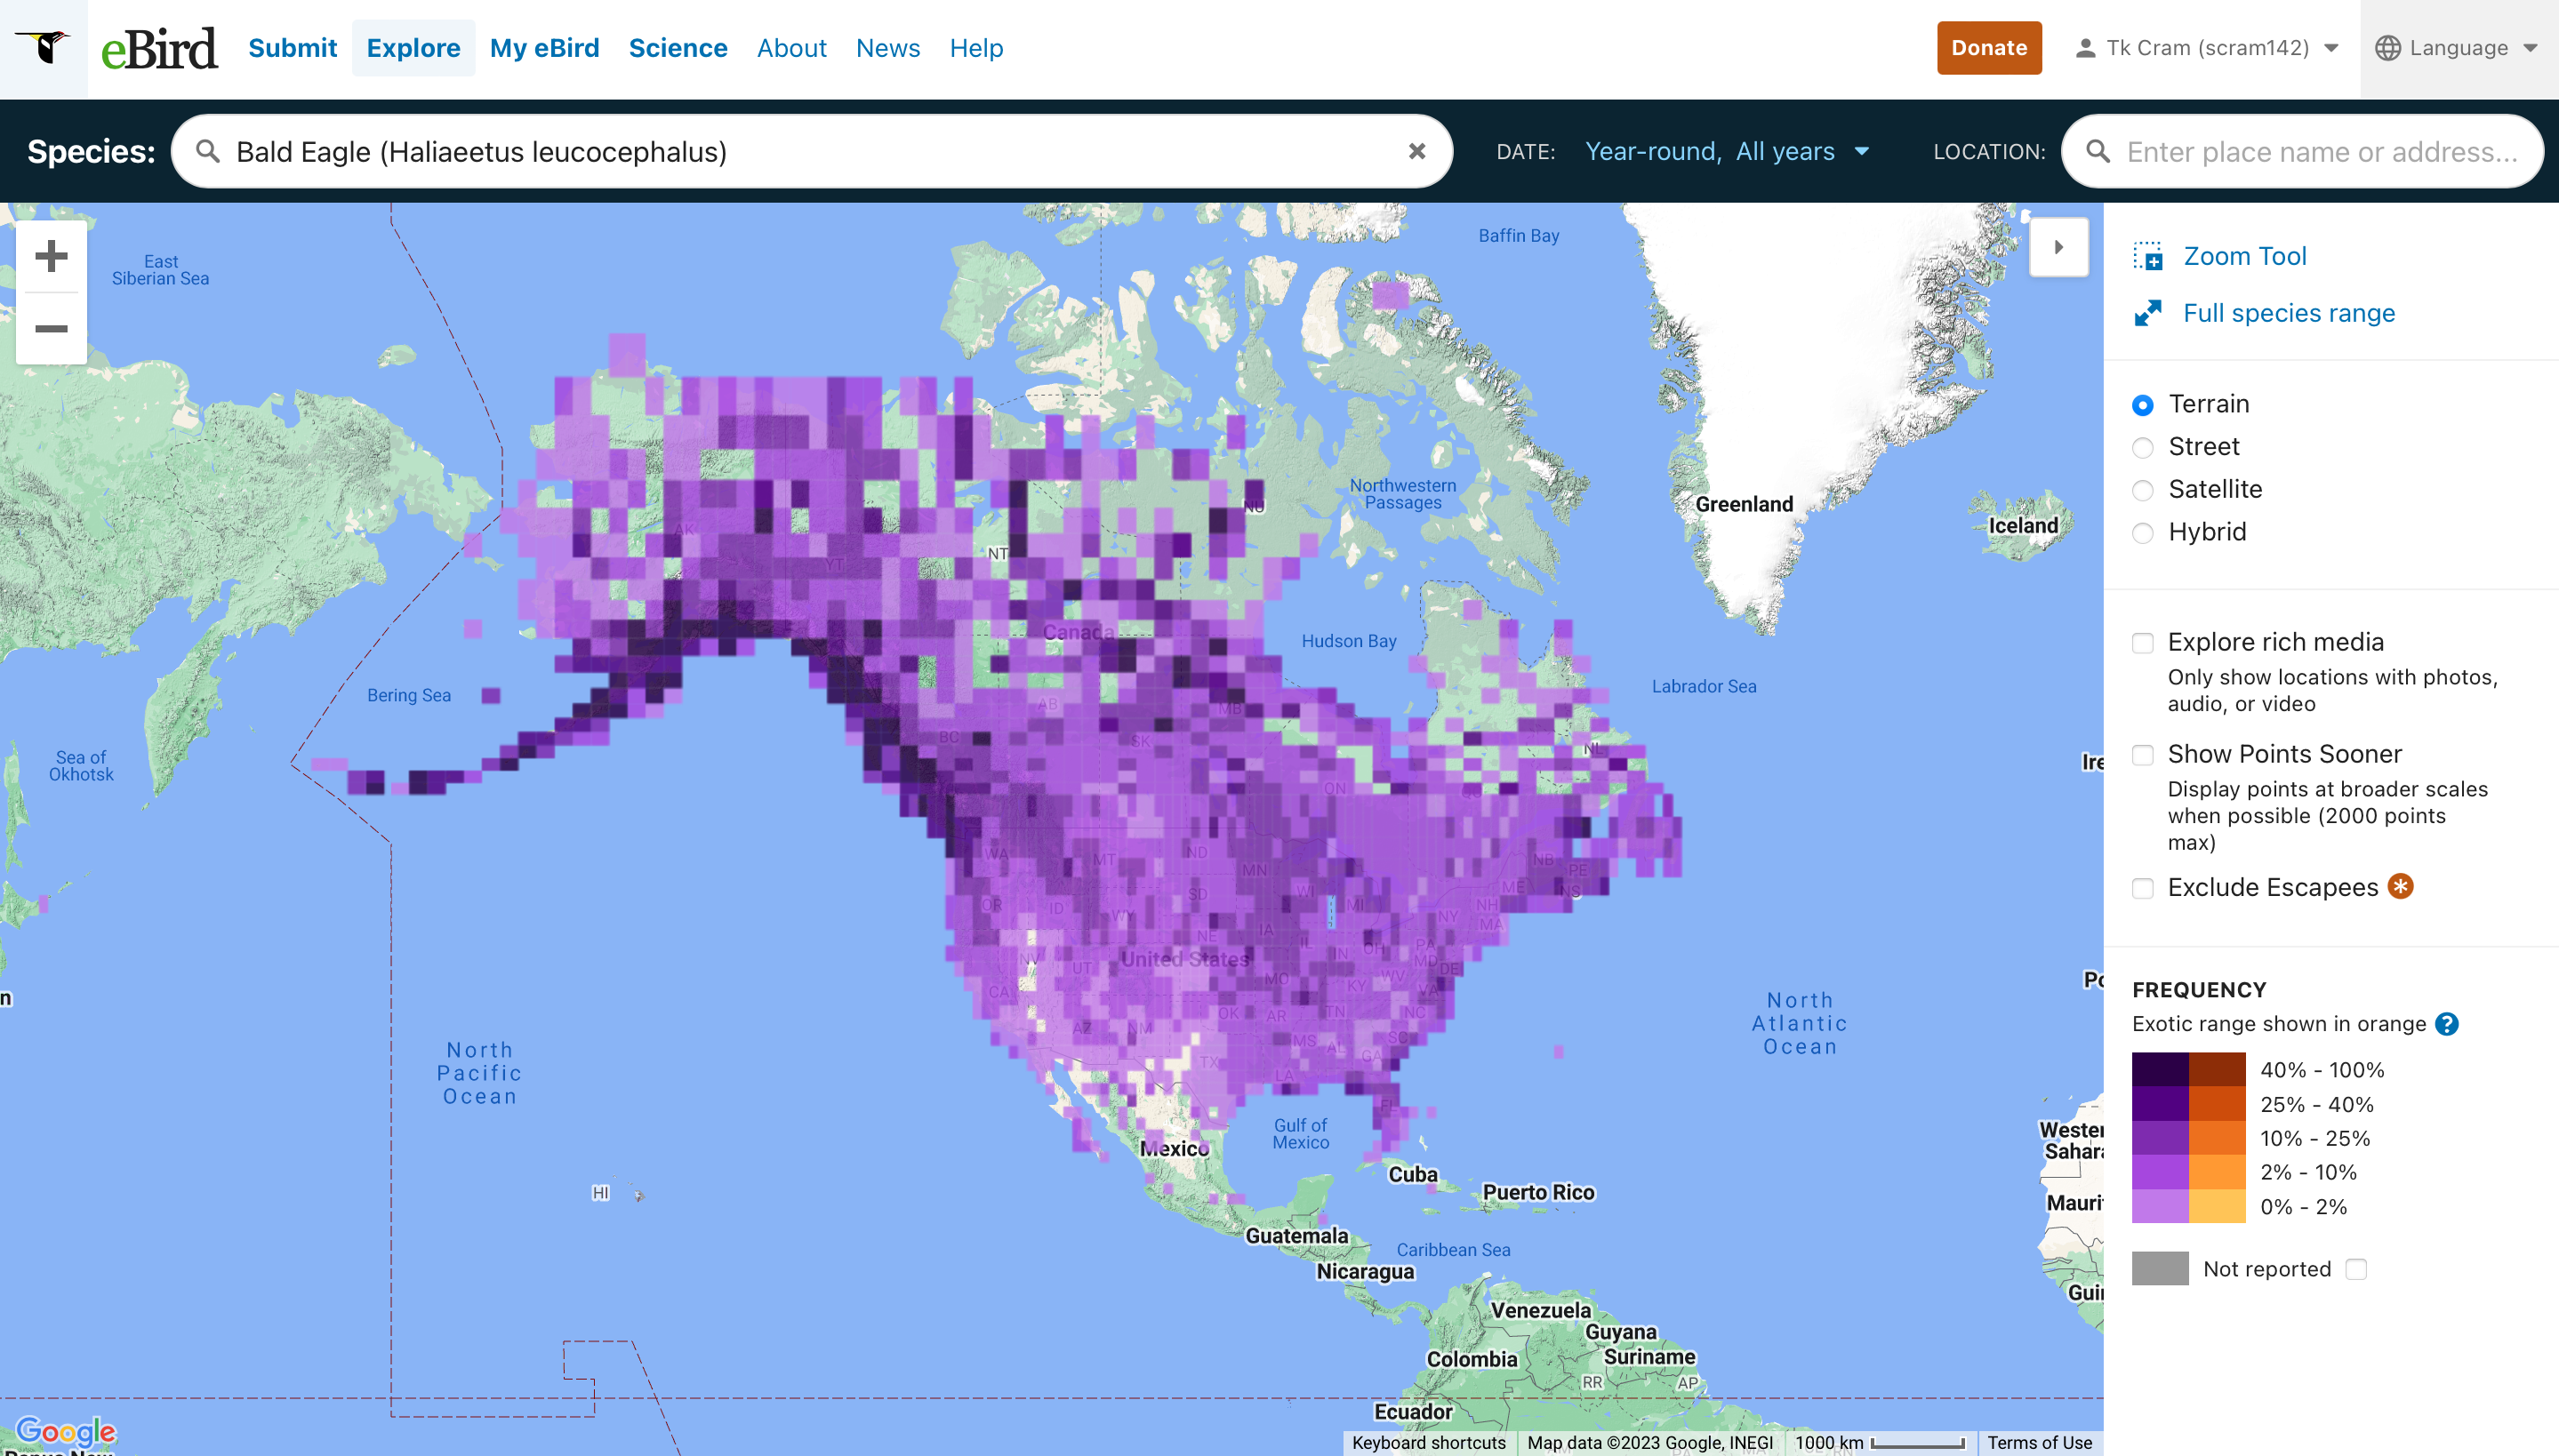 eBird
Submit
Explore
My eBird
Science
About
News
Help
Donate
Tk Cram (scram142)
Language
Species:
Bald Eagle (Haliaeetus leucocephalus)
DATE:
Year-round, All years
LOCATION:
Enter place name or address...
East
Siberian Sea
Baffin Bay
Northwestern
Passages
Greenland
Iceland
NU
NT
AK
YT
Canada
Hudson Bay
Labrador Sea
Bering Sea
Sea of
Okhotsk
AB
MB
BC
SK
NL
ON
QC
WA
MT
ND
MN
NB
PE
NS
ME
OR
ID
WY
SD
WI
MI
NH
NY
MA
NE
IA
IL
IN
OH
PA
MD
DE
NV
UT
United States
MO
KY
WV
VA
CA
AZ
NM
OK
AR
TN
NC
SC
MS
AL
GA
TX
LA
FL
North
Pacific
Ocean
North
Atlantic
Ocean
Gulf of
Mexico
Mexico
Cuba
Puerto Rico
HI
Guatemala
Caribbean Sea
Nicaragua
Venezuela
Guyana
Suriname
Colombia
RR
AP
Ecuador
Ire
Po
n
Wester
Sahara
Maurit
Gui
Google
Keyboard shortcuts
Map data ©2023 Google, INEGI
1000 km
Terms of Use
Zoom Tool
Full species range
Terrain
Street
Satellite
Hybrid
Explore rich media
Only show locations with photos,
audio, or video
Show Points Sooner
Display points at broader scales
when possible (2000 points
max)
Exclude Escapees
FREQUENCY
Exotic range shown in orange ?
40% - 100%
25% - 40%
10% - 25%
2% - 10%
0% - 2%
Not reported